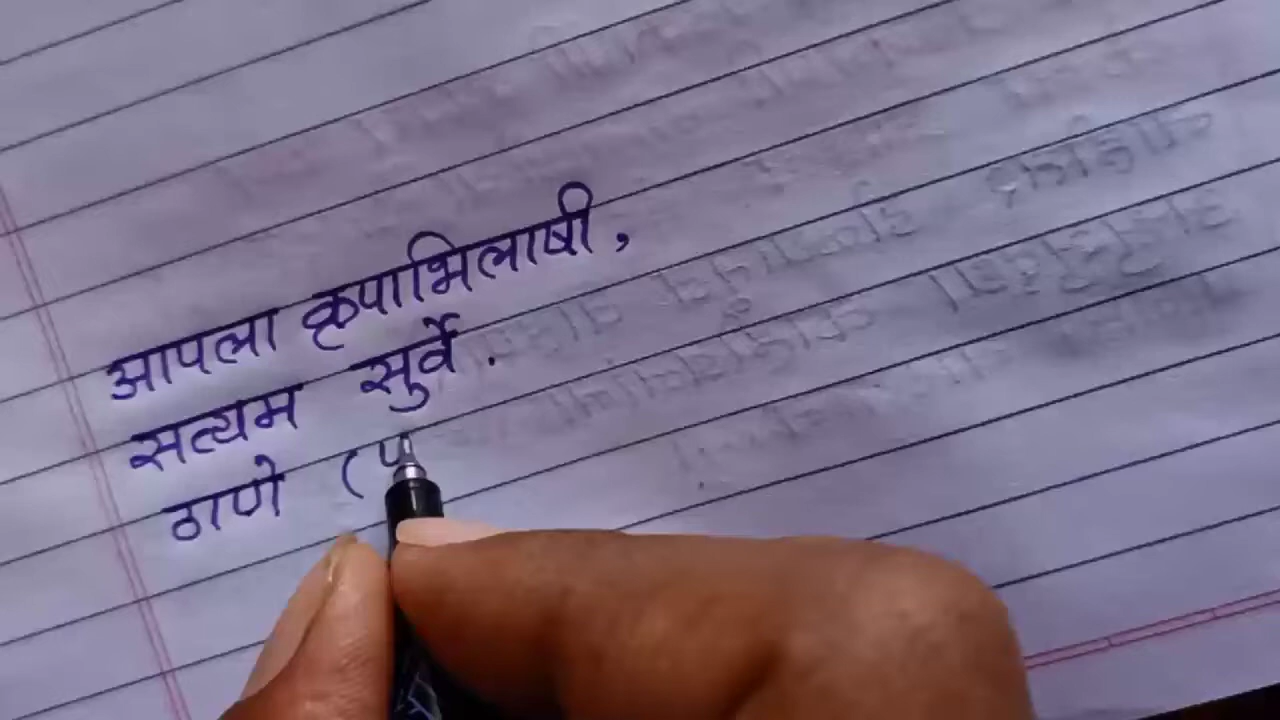 आपला कृपाभिलाषी,
सत्यम सुर्वे.
ठाणे (